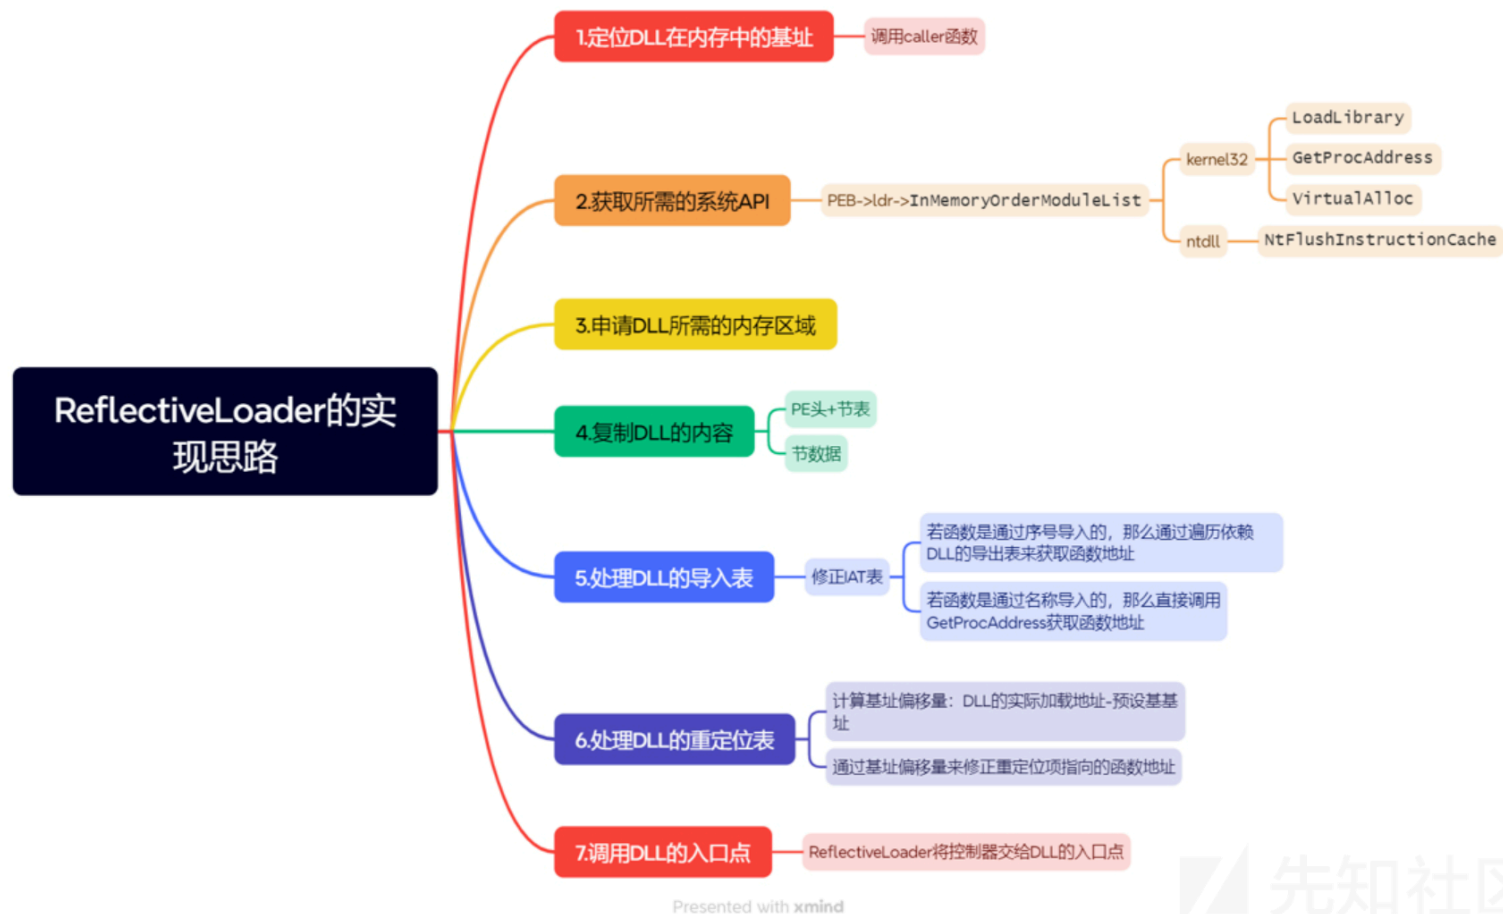 ReflectiveLoader的实
现思路
1.定位DLL在内存中的基址
调用caller函数
2.获取所需的系统API
PEB->ldr->InMemoryOrderModuleList
kernel32
LoadLibrary
GetProcAddress
VirtualAlloc
ntdll
NtFlushInstructionCache
3.申请DLL所需的内存区域
4.复制DLL的内容
PE头+节表
节数据
5.处理DLL的导入表
修正IAT表
若函数是通过序号导入的，那么通过遍历依赖
DLL的导出表来获取函数地址
若函数是通过名称导入的，那么直接调用
GetProcAddress获取函数地址
6.处理DLL的重定位表
计算基址偏移量：DLL的实际加载地址-预设基基
址
通过基址偏移量来修正重定位项指向的函数地址
7.调用DLL的入口点
ReflectiveLoader将控制器交给DLL的入口点
Presented with xmind
先知社区